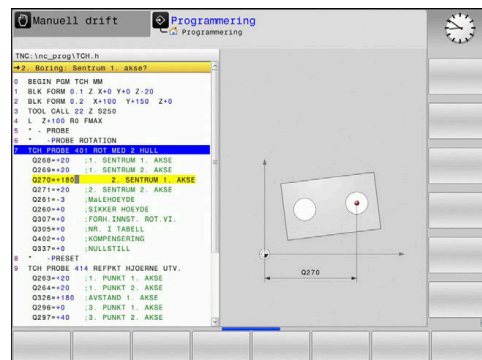 Manuell drift
Programmering
Programmering
TNC:\nc_prog\TCH.h
→2. Boring: Sentrum 1. akse?
0 BEGIN PGM TCH MM
1 BLK FORM 0.1 Z X+0 Y+0 Z-20
2 BLK FORM 0.2 X+100 Y+150 Z+0
3 TOOL CALL 22 Z S250
4 L Z+100 R0 FMAX
5 * - PROBE
6 * -PROBE ROTATION
7 TCH PROBE 401 ROT MED 2 HULL
Q268=+20 ;1. SENTRUM 1. AKSE
Q269=+20 ;1. SENTRUM 2. AKSE
Q270=+180 2. SENTRUM 1. AKSE
Q271=+20 ;2. SENTRUM 2. AKSE
Q261=-3 ;MaLEHOEYDE
Q260=+0 ;SIKKER HOEYDE
Q307=+0 ;FORH.INNST. ROT.VI.
Q305=+0 ;NR. I TABELL
Q402=+0 ;KOMPENSERING
Q337=+0 ;NULLSTILL
8 * -PRESET
9 TCH PROBE 414 REFPKT HJOERNE UTV.
Q263=+20 ;1. PUNKT 1. AKSE
Q264=+20 ;1. PUNKT 2. AKSE
Q326=+180 ;AVSTAND 1. AKSE
Q296=+0 ;3. PUNKT 1. AKSE
Q297=+40 ;3. PUNKT 2. AKSE
Q270